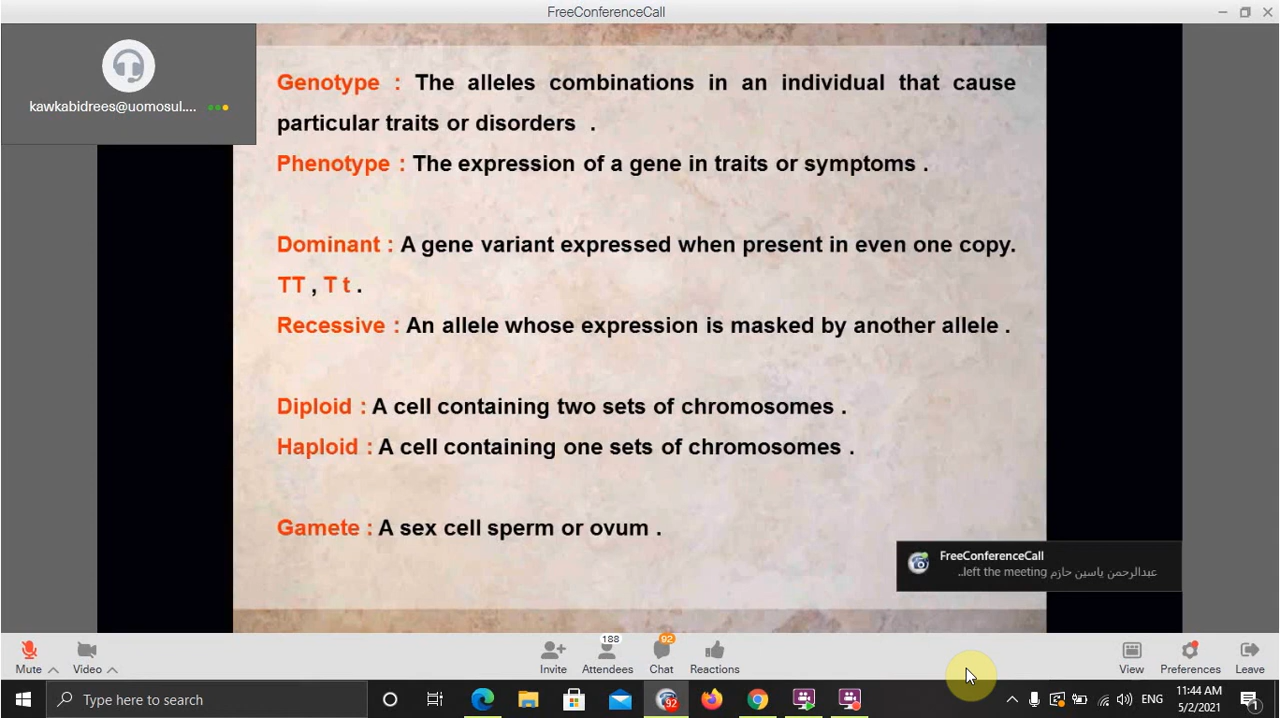 FreeConferenceCall
kawkabidrees@uomosul....
Genotype : The alleles combinations in an individual that cause
particular traits or disorders .
Phenotype : The expression of a gene in traits or symptoms .
Dominant : A gene variant expressed when present in even one copy.
TT , T t .
Recessive : An allele whose expression is masked by another allele .
Diploid : A cell containing two sets of chromosomes .
Haploid : A cell containing one sets of chromosomes .
Gamete : A sex cell sperm or ovum .
FreeConferenceCall
عبدالرحمن ياسين حازم left the meeting..
188
92
Mute
Video
Invite
Attendees
Chat
Reactions
View
Preferences
Leave
Type here to search
92
ENG
11:44 AM
5/2/2021
1